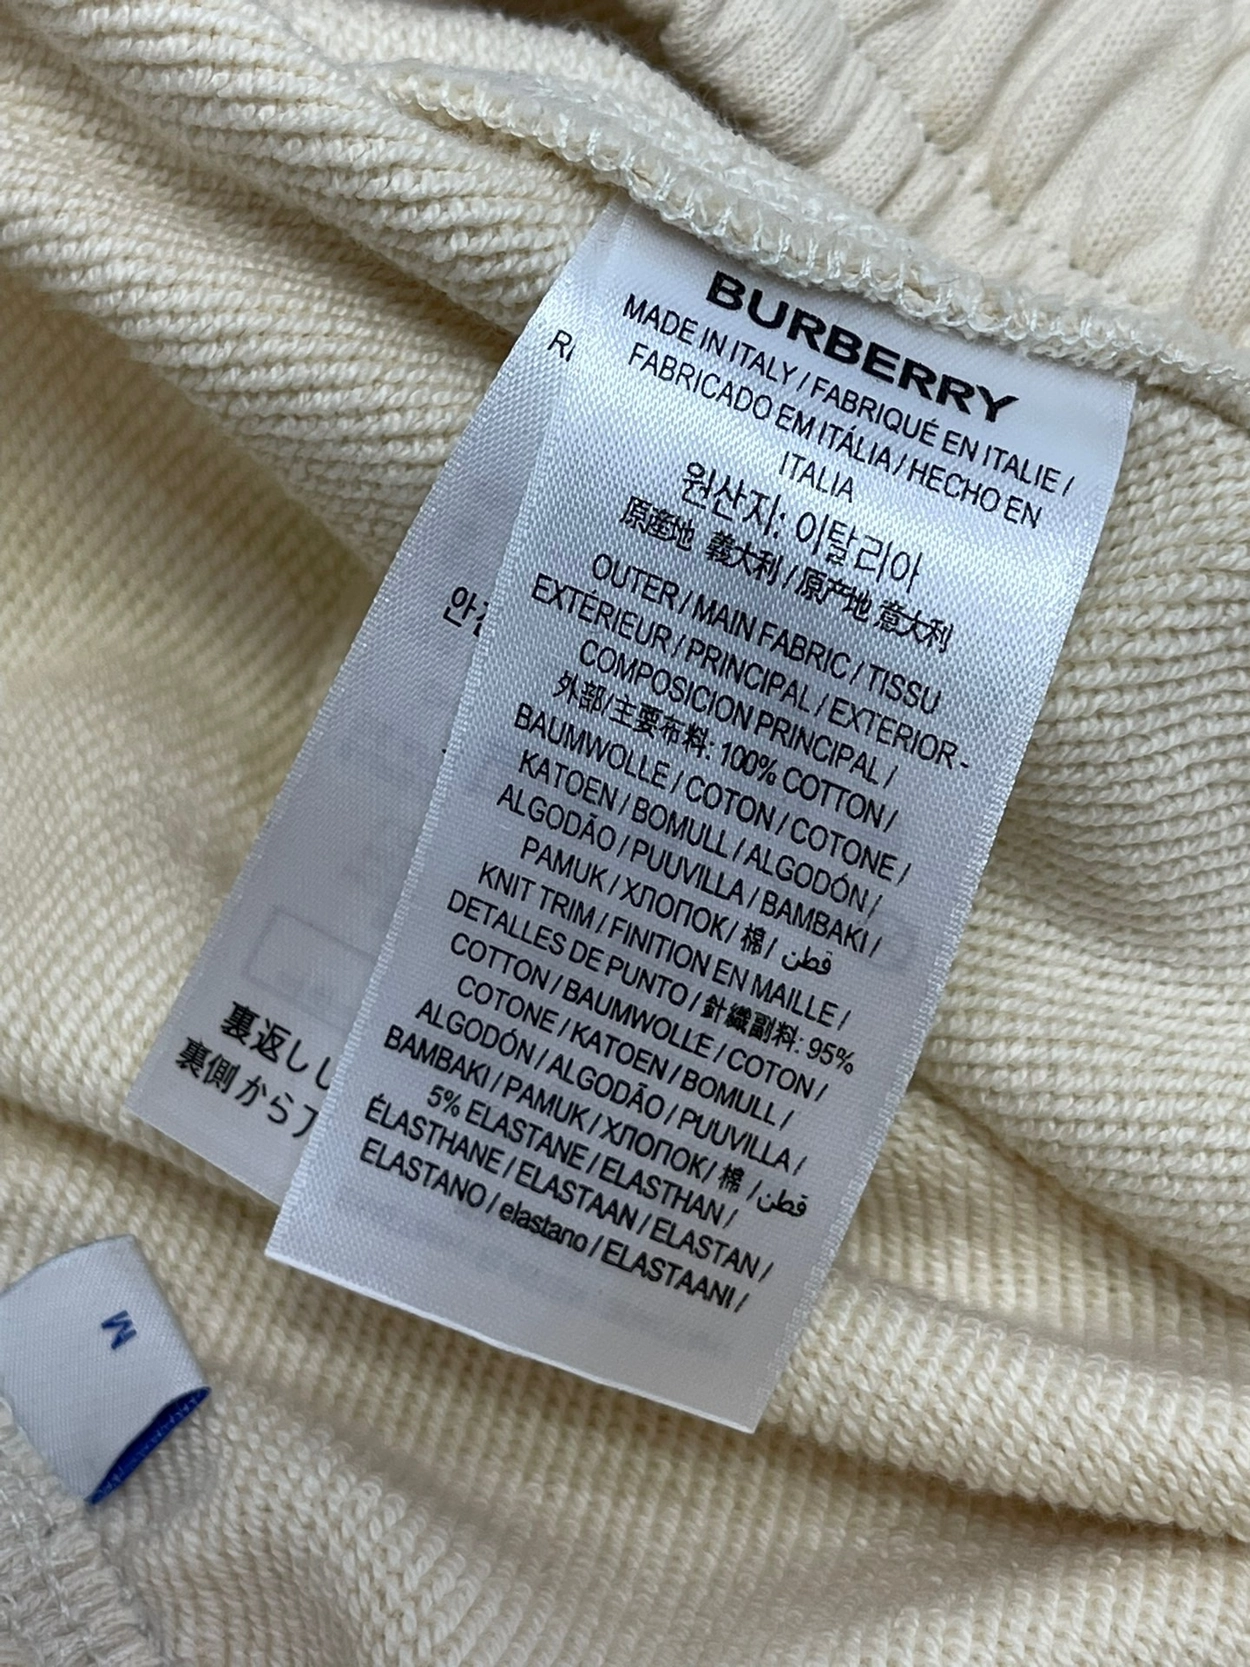 BURBERRY
MADE IN ITALY / FABRIQUÉ EN ITALIE /
FABRICADO EM ITÁLIA / HECHO EN
ITALIA
원산지: 이탈리아
原產地 義大利 / 原产地 意大利
OUTER / MAIN FABRIC / TISSU
EXTÉRIEUR / PRINCIPAL / EXTERIOR -
COMPOSICION PRINCIPAL /
外部/主要布料: 100% COTTON /
BAUMWOLLE / COTON / COTONE /
KATOEN / BOMULL / ALGODÓN /
ALGODÃO / PUUVILLA / BAMBAKI /
PAMUK / ХЛОПОК/ 棉/ قطن
KNIT TRIM / FINITION EN MAILLE /
DETALLES DE PUNTO / 針織副料: 95%
COTTON / BAUMWOLLE / COTON /
COTONE / KATOEN / BOMULL /
ALGODÓN / ALGODÃO / PUUVILLA /
BAMBAKI / PAMUK / ХЛОПОК/ 棉 / قطن
5% ELASTANE / ELASTHAN /
ÉLASTHANE / ELASTAAN / ELASTAN /
ELASTANO / elastano / ELASTAANI /
裏返しし
裏側から
M